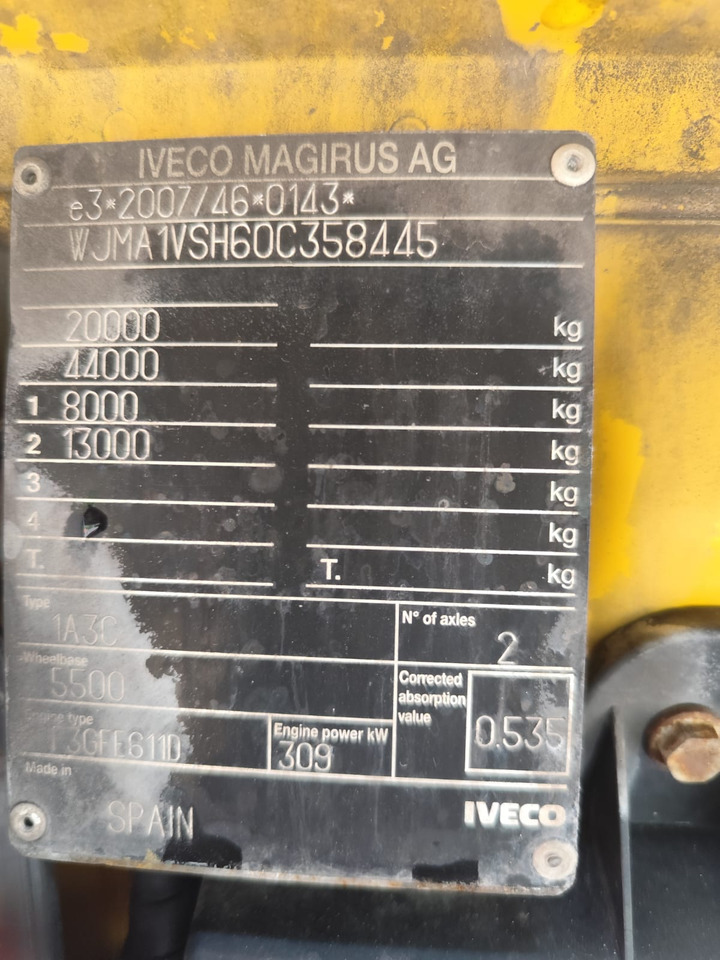 IVECO MAGIRUS AG
e3*2007/46*0143*
WJMA1VSH60C358445
20000 kg
44000 kg
1 8000 kg
2 13000 kg
3 kg
4 kg
T. T. kg
Type
1A3C
N° of axles
2
Wheelbase
5500
Corrected
absorption
value
0.535
Engine type
F3GFE611D
Engine power kW
309
Made in
SPAIN
IVECO